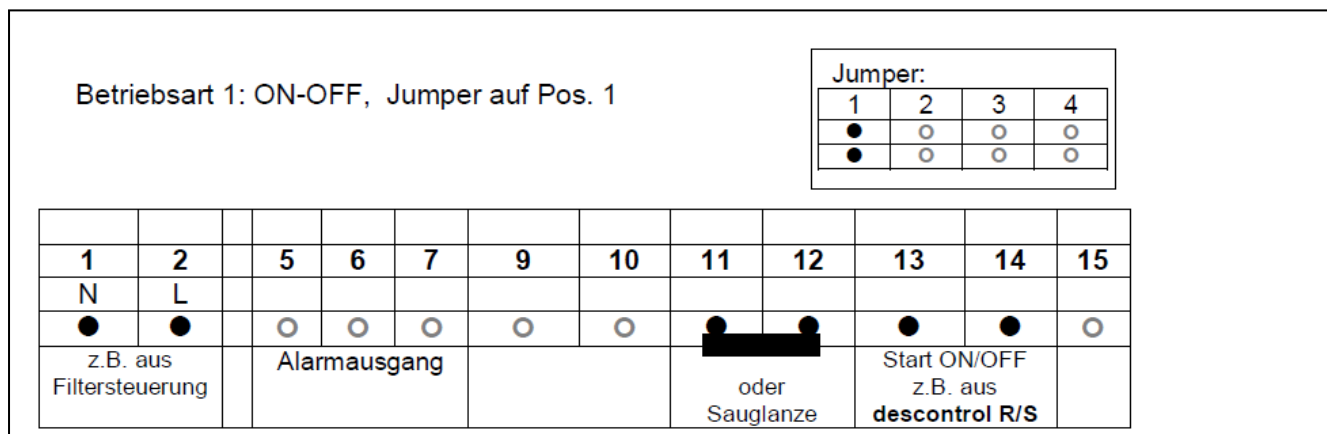 Betriebsart 1: ON-OFF, Jumper auf Pos. 1
Jumper:
1 2 3 4
1 2 5 6 7 9 10 11 12 13 14 15
N L
z.B. aus Alarmausgang Start ON/OFF
Filtersteuerung oder z.B. aus
Sauglanze descontrol R/S